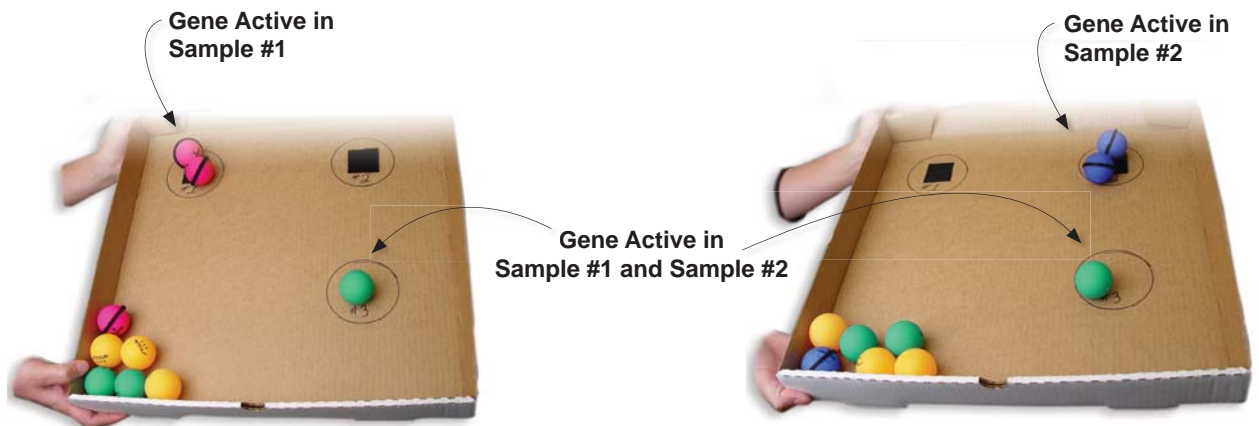 Gene Active in
Sample #1
Gene Active in
Sample #2
#2
Gene Active in
Sample #1 and Sample #2
#3
#3